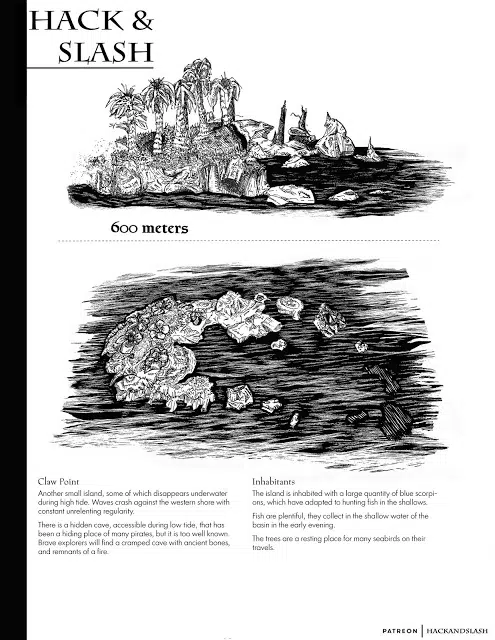 HACK &
SLASH
600 meters
Claw Point
Another small island, some of which disappears underwater
during high tide. Waves crash against the western shore with
constant unrelenting regularity.
There is a hidden cave, accessible during low tide, that has
been a hiding place of many pirates, but it is too well known.
Brave explorers will find a cramped cave with ancient bones,
and remnants of a fire.
Inhabitants
The island is inhabited with a large quantity of blue scorpi-
ons, which have adapted to hunting fish in the shallows.
Fish are plentiful, they collect in the shallow water of the
basin in the early evening.
The trees are a resting place for many seabirds on their
travels.
PATREON | HACKANDSLASH